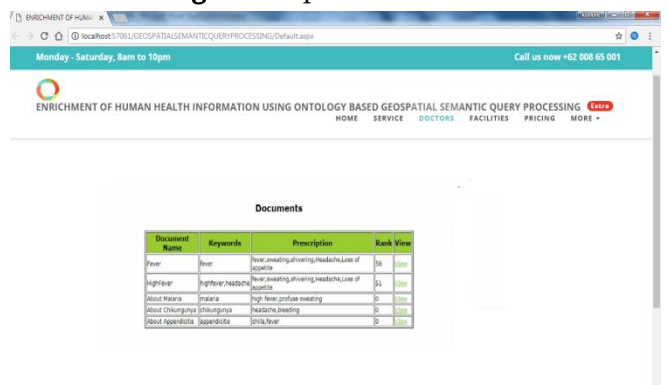 ENRICHMENT OF HUMA
localhost:57061/GEOSPATIALSEMANTICQUERYPROCESSING/Default.aspx
Monday - Saturday, 8am to 10pm Call us now +62 008 65 001
ENRICHMENT OF HUMAN HEALTH INFORMATION USING ONTOLOGY BASED GEOSPATIAL SEMANTIC QUERY PROCESSING Extra
HOME SERVICE DOCTORS FACILITIES PRICING MORE
Documents
Document Name Keywords Prescription Rank View
Fever fever fever,sweating,shivering,Headache,Loss of appetite 56 View
HighFever highfever,headache fever,sweating,shivering,Headache,Loss of appetite 51 View
About Malaria malaria high fever,profuse sweating 0 View
About Chikungunya chikungunya headache,bleeding 0 View
About Appendicitis appendicitis chills,fever 0 View